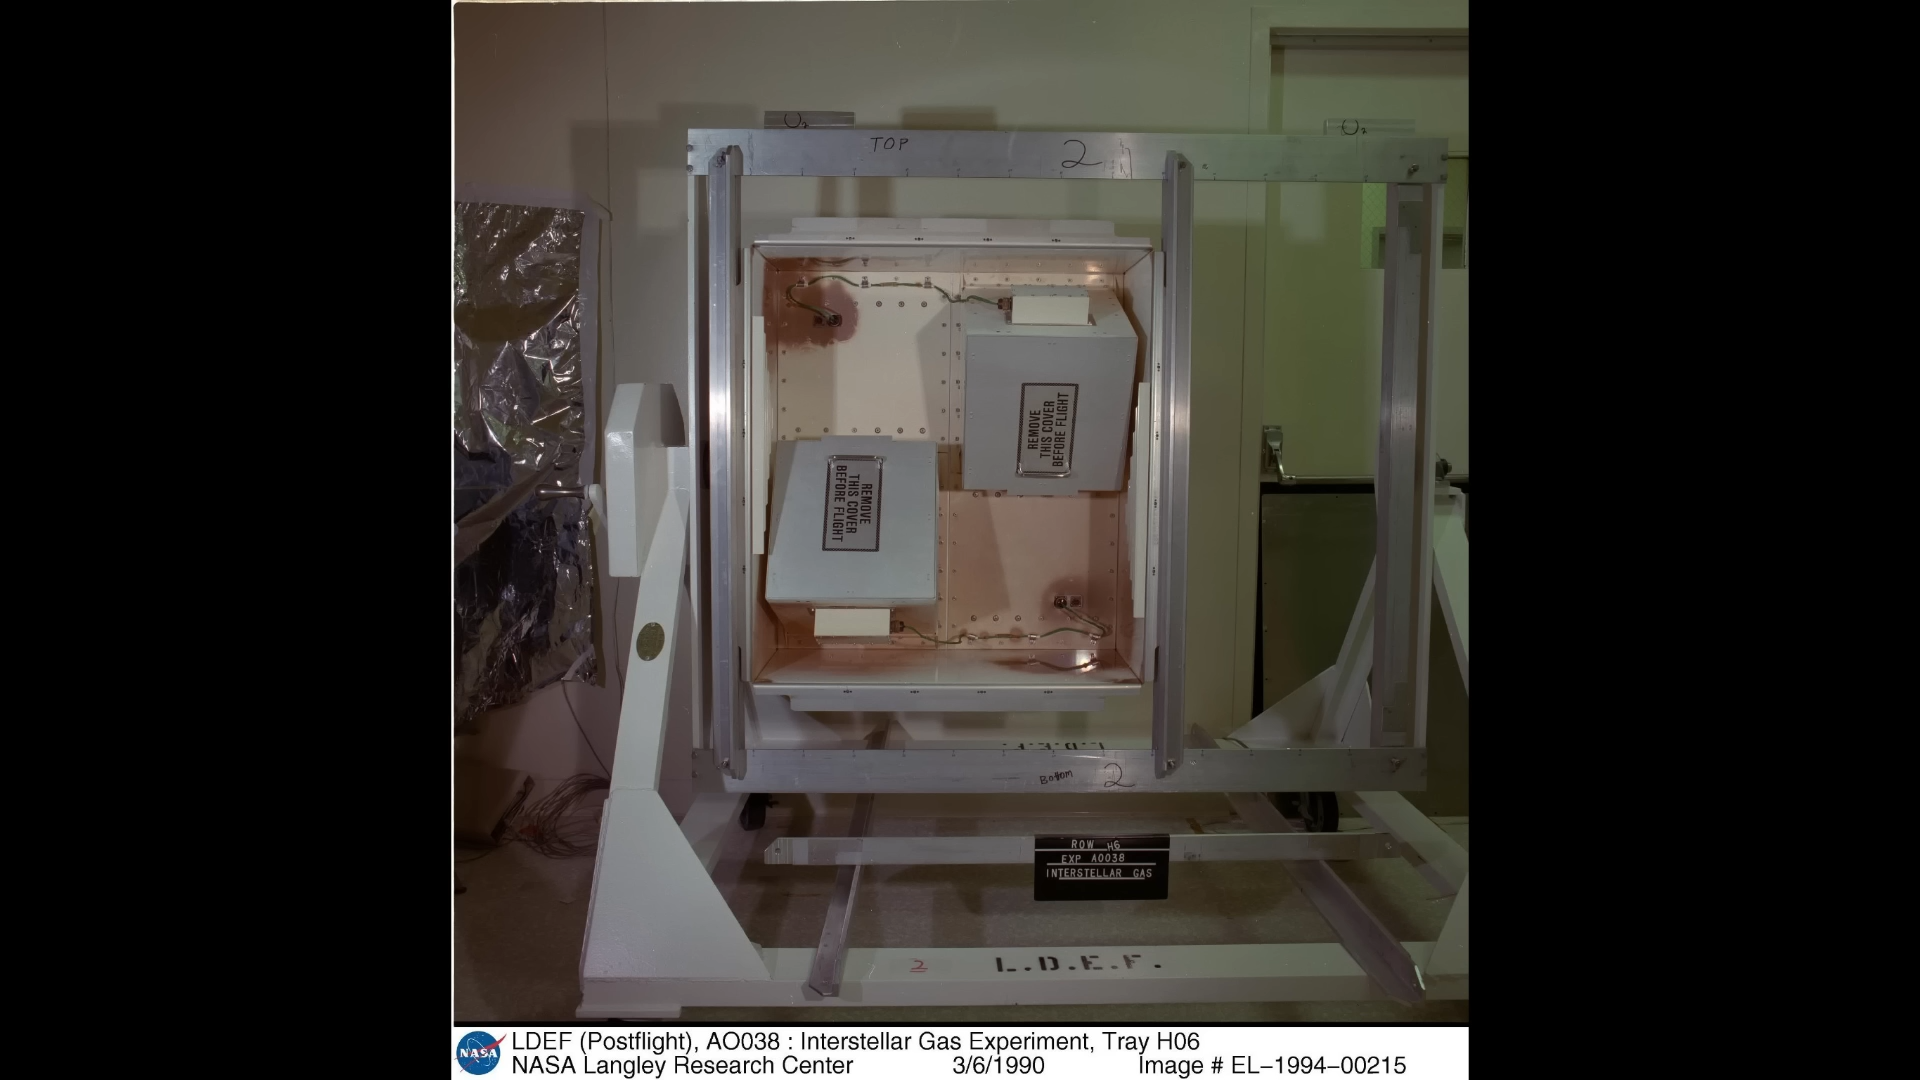 TOP
2
REMOVE
THIS COVER
BEFORE FLIGHT
REMOVE
THIS COVER
BEFORE FLIGHT
L.D.E.F.
Bottom
2
ROW H6
EXP A0038
INTERSTELLAR GAS
2
L.D.E.F.
NASA
LDEF (Postflight), AO038 : Interstellar Gas Experiment, Tray H06
NASA Langley Research Center 3/6/1990 Image # EL-1994-00215